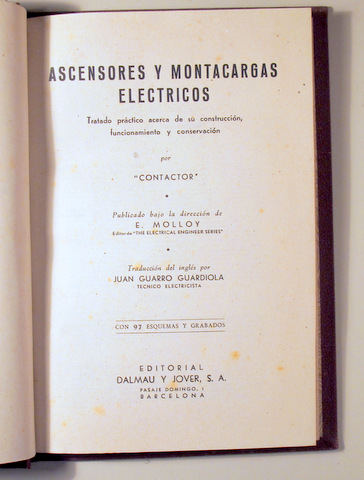 ASCENSORES Y MONTACARGAS
ELECTRICOS
Tratado práctico acerca de su construcción,
funcionamiento y conservación
por
"CONTACTOR"
Publicado bajo la dirección de
E. MOLLOY
Editor de "THE ELECTRICAL ENGINEER SERIES"
Traducción del inglés por
JUAN GUARRO GUARDIOLA
TECNICO ELECTRICISTA
CON 97 ESQUEMAS Y GRABADOS
EDITORIAL
DALMAU Y JOVER, S. A.
PASAJE DOMINGO, 1
BARCELONA